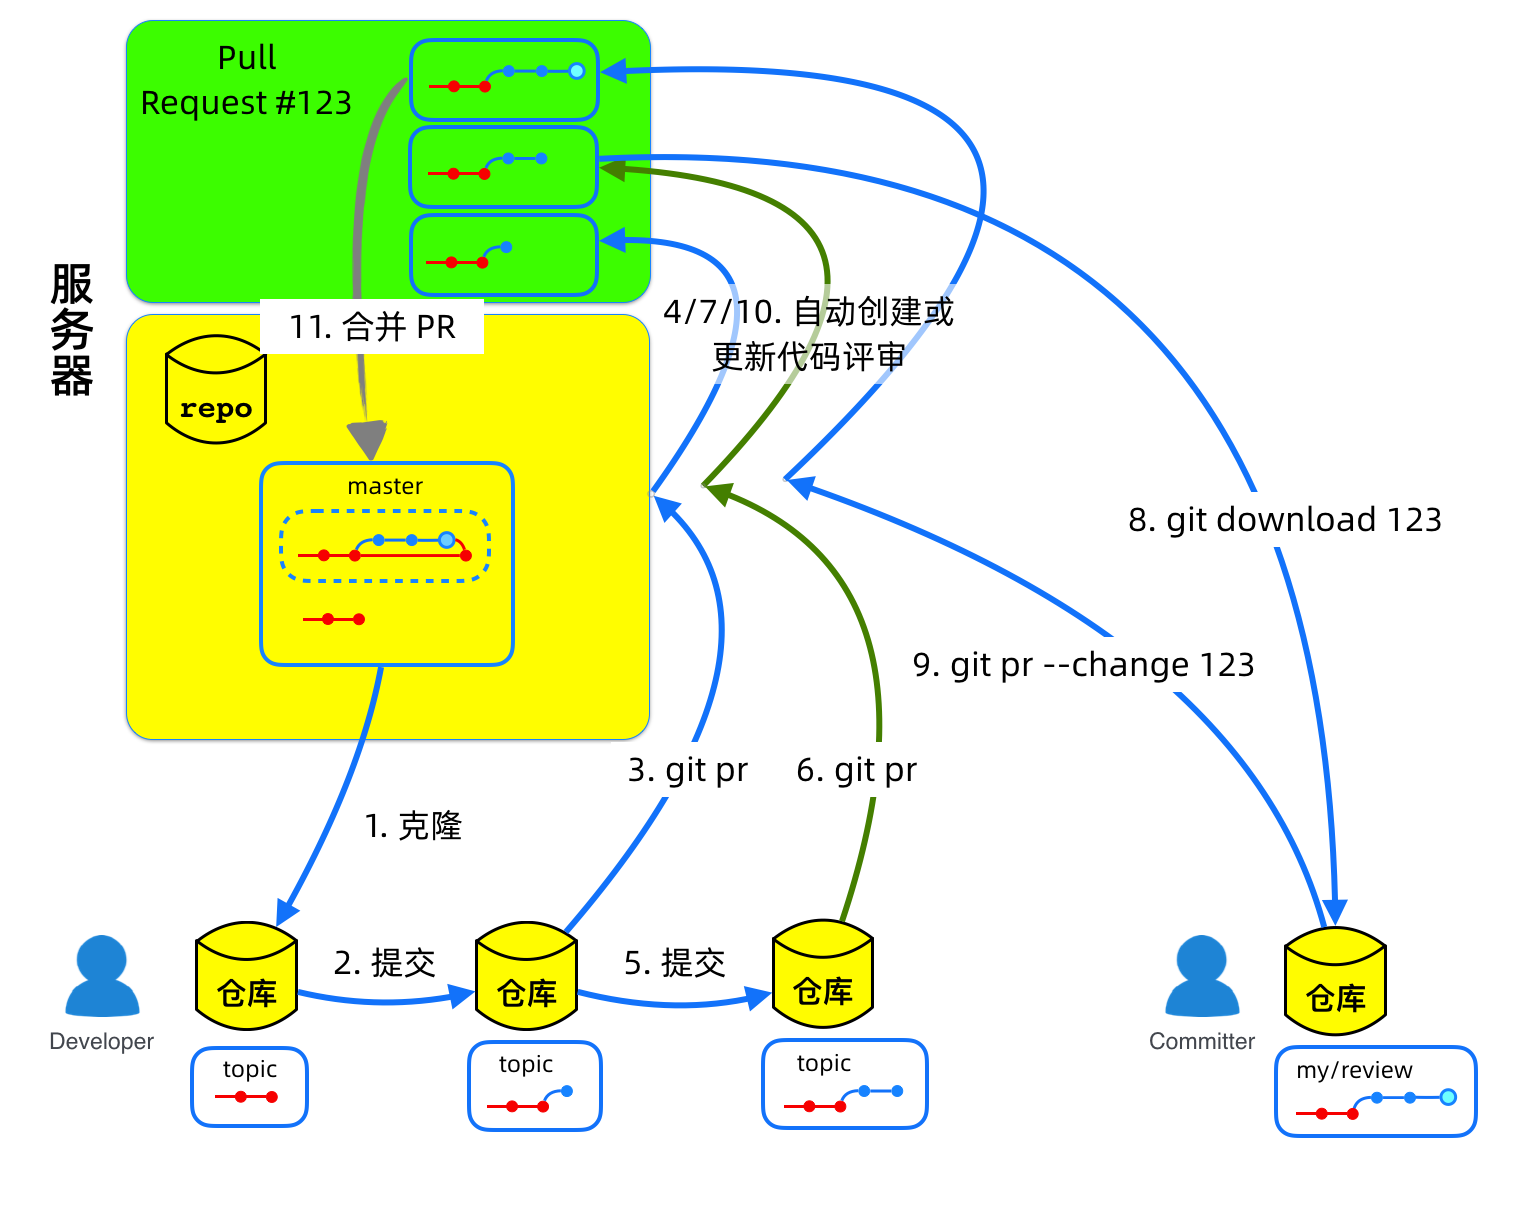 Pull
Request #123
服务器
11. 合并 PR
repo
master
4/7/10. 自动创建或
更新代码评审
8. git download 123
9. git pr --change 123
3. git pr
6. git pr
1. 克隆
2. 提交
5. 提交
仓库
仓库
仓库
仓库
Developer
Committer
topic
topic
topic
my/review